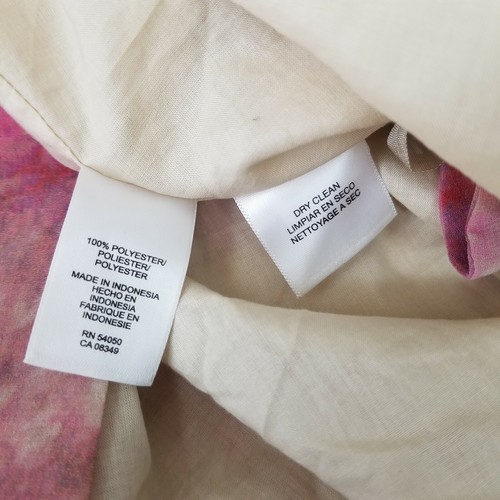 100% POLYESTER/
POLIESTER/
POLYESTER
MADE IN INDONESIA
HECHO EN
INDONESIA
FABRIQUE EN
INDONESIE
RN 54050
CA 08349
DRY CLEAN
LIMPIAR EN SECO
NETTOYAGE A SEC